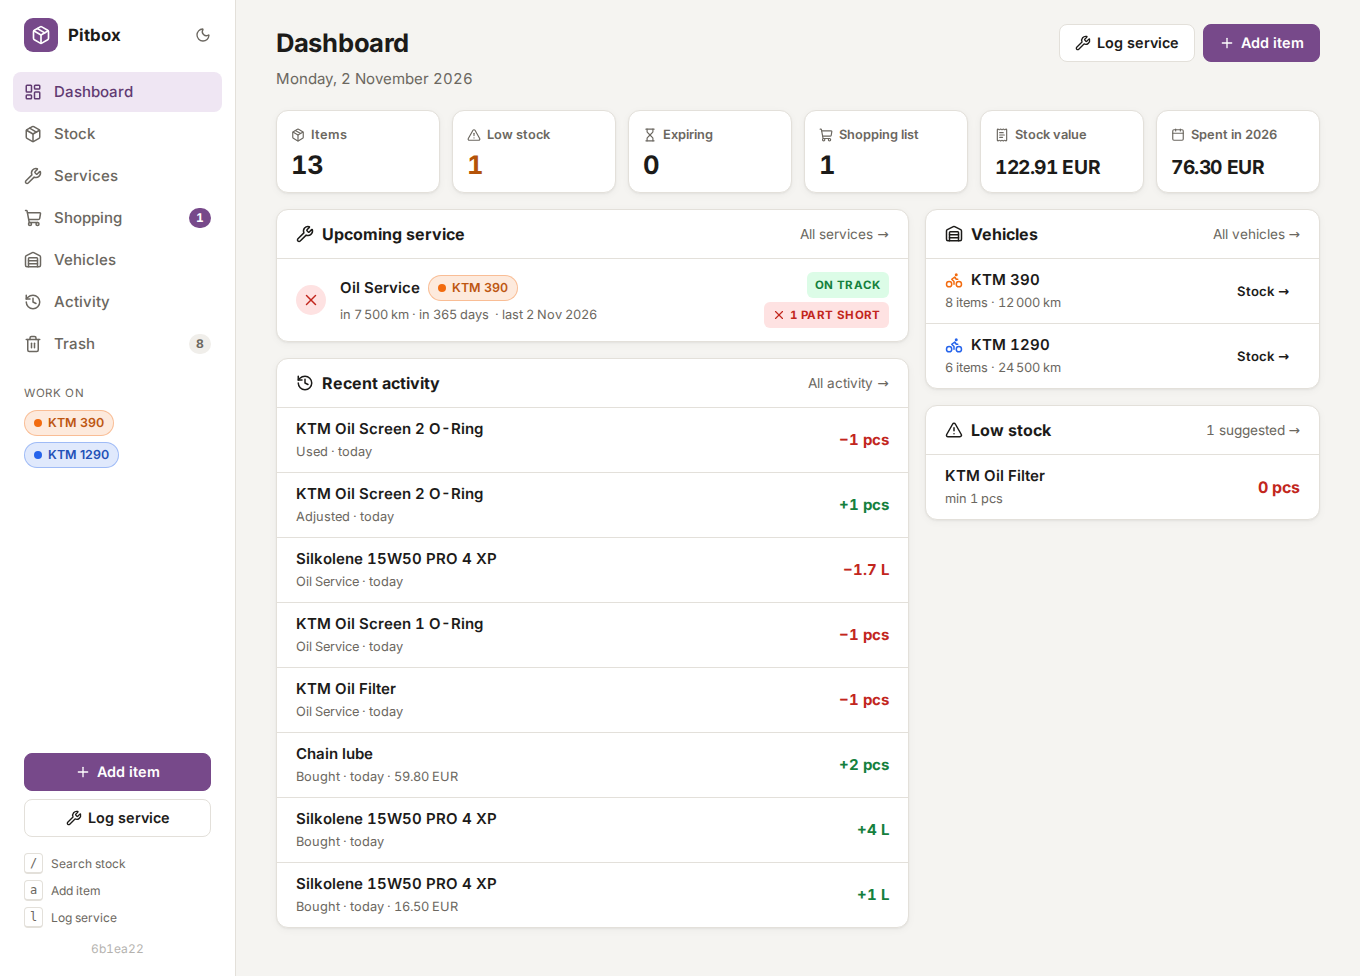 Pitbox
Dashboard
Stock
Services
Shopping 1
Vehicles
Activity
Trash 8
WORK ON
KTM 390
KTM 1290
Add item
Log service
/ Search stock
a Add item
l Log service
6b1ea22
Dashboard
Monday, 2 November 2026
Log service
Add item
Items
13
Low stock
1
Expiring
0
Shopping list
1
Stock value
122.91 EUR
Spent in 2026
76.30 EUR
Upcoming service All services →
Oil Service KTM 390
in 7 500 km · in 365 days · last 2 Nov 2026
ON TRACK
1 PART SHORT
Recent activity All activity →
KTM Oil Screen 2 O-Ring
Used · today
−1 pcs
KTM Oil Screen 2 O-Ring
Adjusted · today
+1 pcs
Silkolene 15W50 PRO 4 XP
Oil Service · today
−1.7 L
KTM Oil Screen 1 O-Ring
Oil Service · today
−1 pcs
KTM Oil Filter
Oil Service · today
−1 pcs
Chain lube
Bought · today · 59.80 EUR
+2 pcs
Silkolene 15W50 PRO 4 XP
Bought · today
+4 L
Silkolene 15W50 PRO 4 XP
Bought · today · 16.50 EUR
+1 L
Vehicles All vehicles →
KTM 390
8 items · 12 000 km
Stock →
KTM 1290
6 items · 24 500 km
Stock →
Low stock 1 suggested →
KTM Oil Filter
min 1 pcs
0 pcs